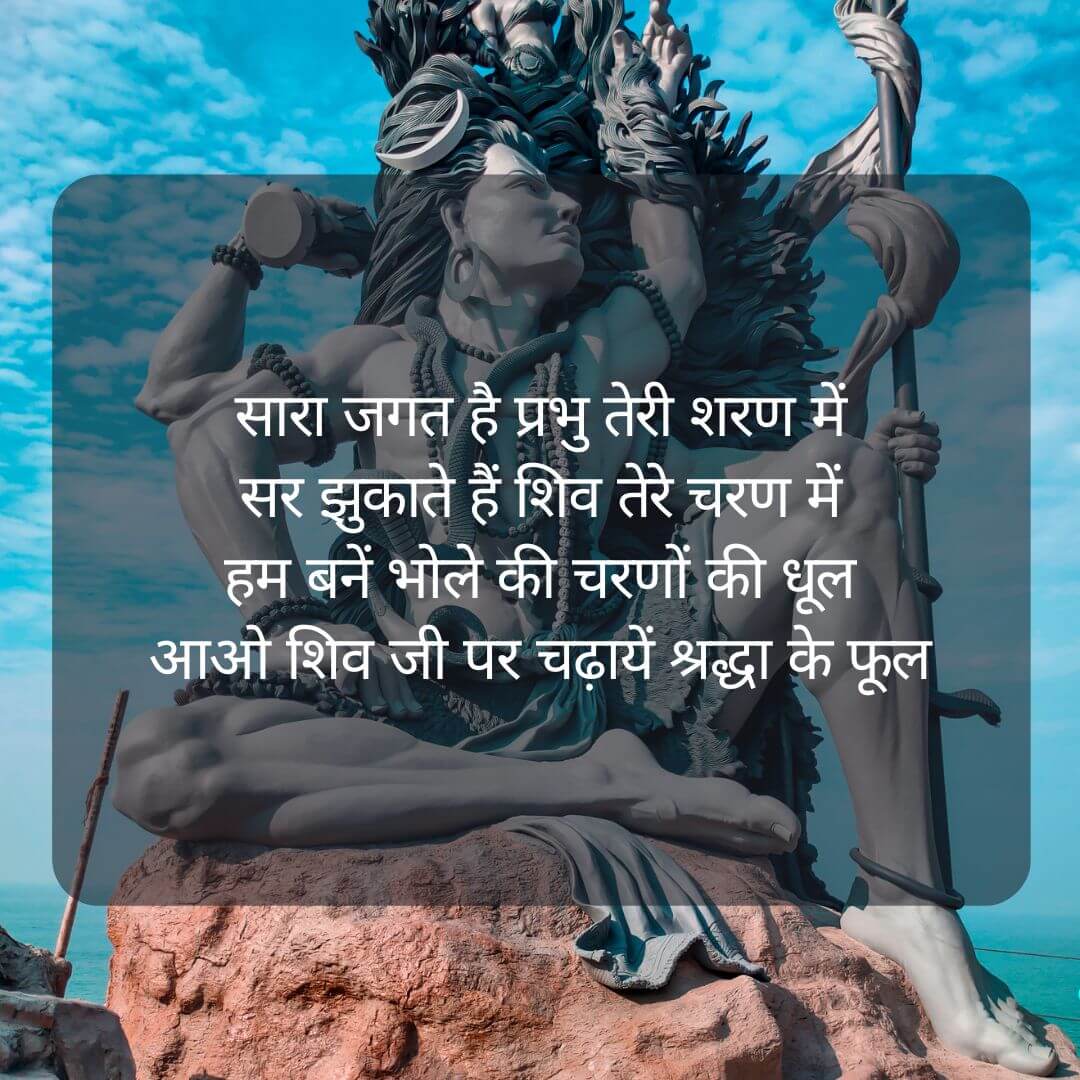 सारा जगत है प्रभु तेरी शरण में
सर झुकाते हैं शिव तेरे चरण में
हम बनें भोले की चरणों की धूल
आओ शिव जी पर चढ़ायें श्रद्धा के फूल